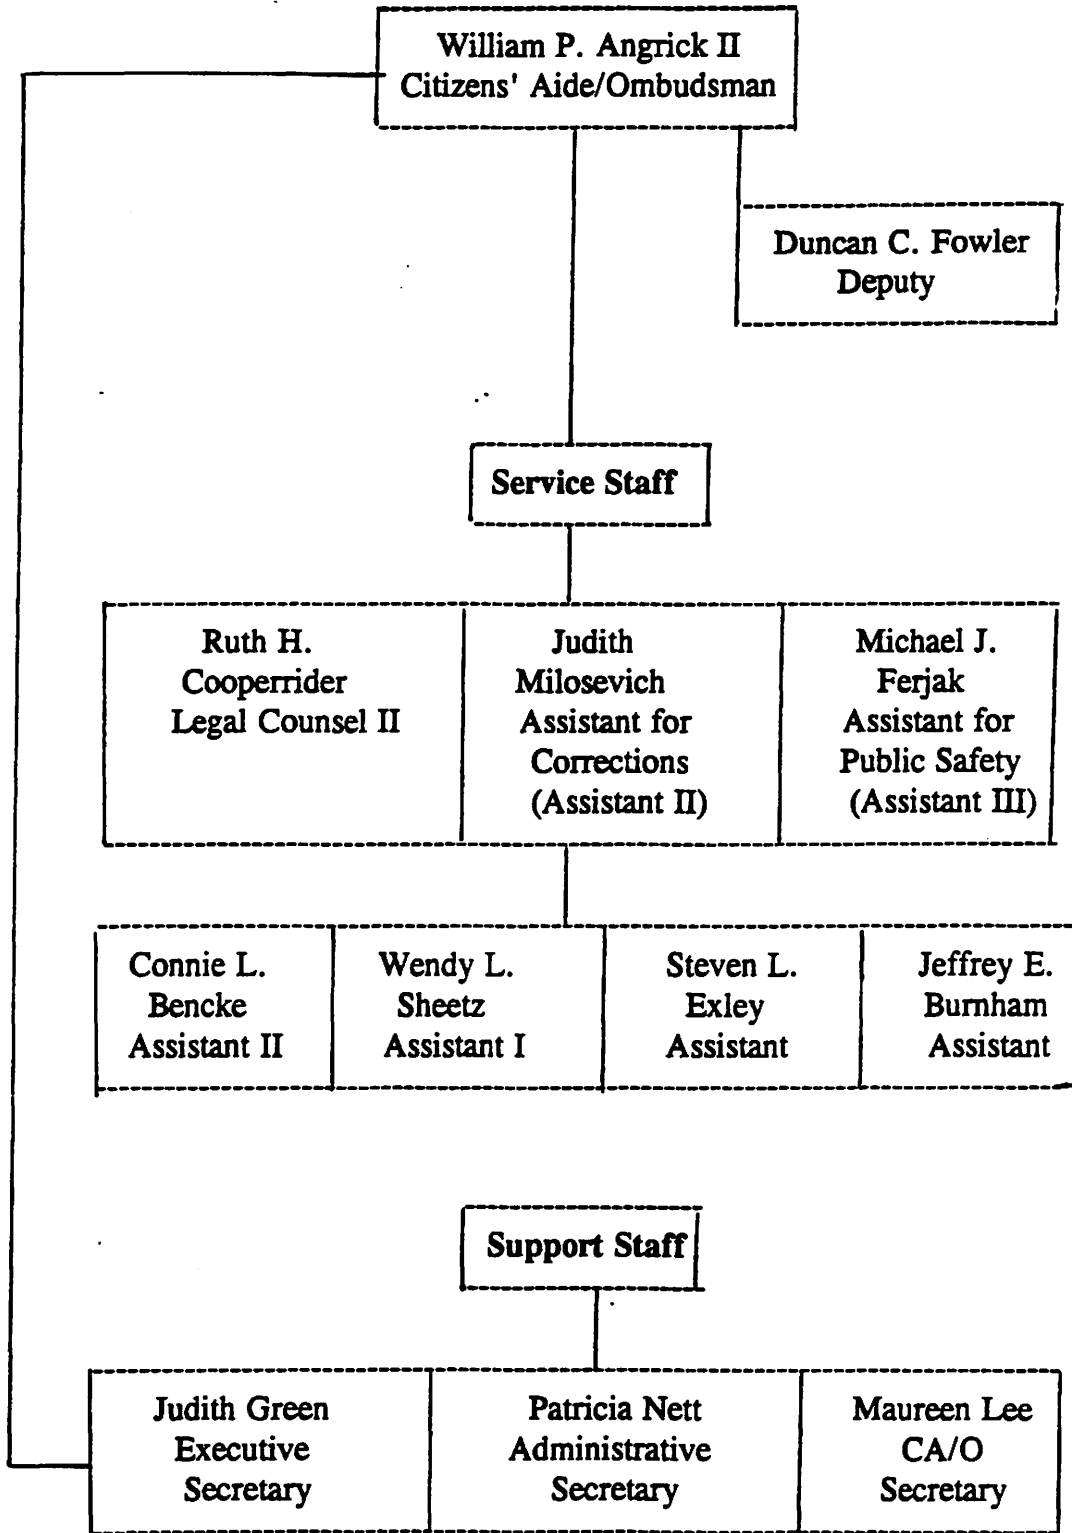 William P. Angrick II
Citizens' Aide/Ombudsman
Duncan C. Fowler
Deputy
Service Staff
Ruth H.
Cooperrider
Legal Counsel II
Judith
Milosevich
Assistant for
Corrections
(Assistant II)
Michael J.
Ferjak
Assistant for
Public Safety
(Assistant III)
Connie L.
Bencke
Assistant II
Wendy L.
Sheetz
Assistant I
Steven L.
Exley
Assistant
Jeffrey E.
Burnham
Assistant
Support Staff
Judith Green
Executive
Secretary
Patricia Nett
Administrative
Secretary
Maureen Lee
CA/O
Secretary